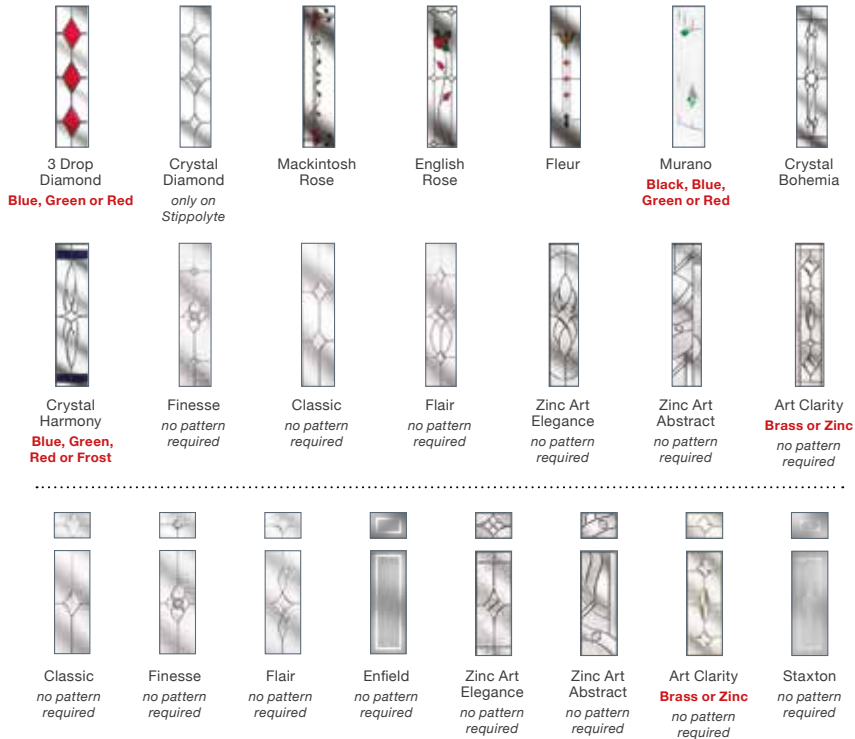 3 Drop
Diamond
Blue, Green or Red
Crystal
Diamond
only on
Stippolyte
Mackintosh
Rose
English
Rose
Fleur
Murano
Black, Blue,
Green or Red
Crystal
Bohemia
Crystal
Harmony
Blue, Green,
Red or Frost
Finesse
no pattern
required
Classic
no pattern
required
Flair
no pattern
required
Zinc Art
Elegance
no pattern
required
Zinc Art
Abstract
no pattern
required
Art Clarity
Brass or Zinc
no pattern
required
Classic
no pattern
required
Finesse
no pattern
required
Flair
no pattern
required
Enfield
no pattern
required
Zinc Art
Elegance
no pattern
required
Zinc Art
Abstract
no pattern
required
Art Clarity
Brass or Zinc
no pattern
required
Staxton
no pattern
required